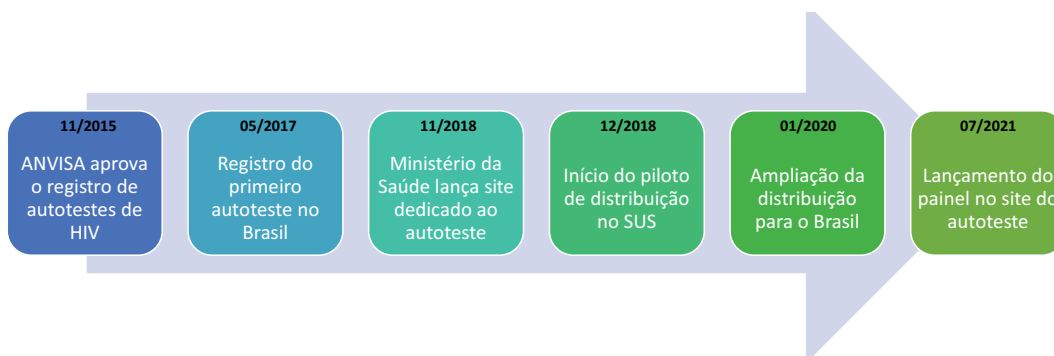 11/2015
ANVISA aprova
o registro de
autotestes de
HIV
05/2017
Registro do
primeiro
autoteste no
Brasil
11/2018
Ministério da
Saúde lança site
dedicado ao
autoteste
12/2018
Início do piloto
de distribuição
no SUS
01/2020
Ampliação da
distribuição
para o Brasil
07/2021
Lançamento do
painel no site do
autoteste